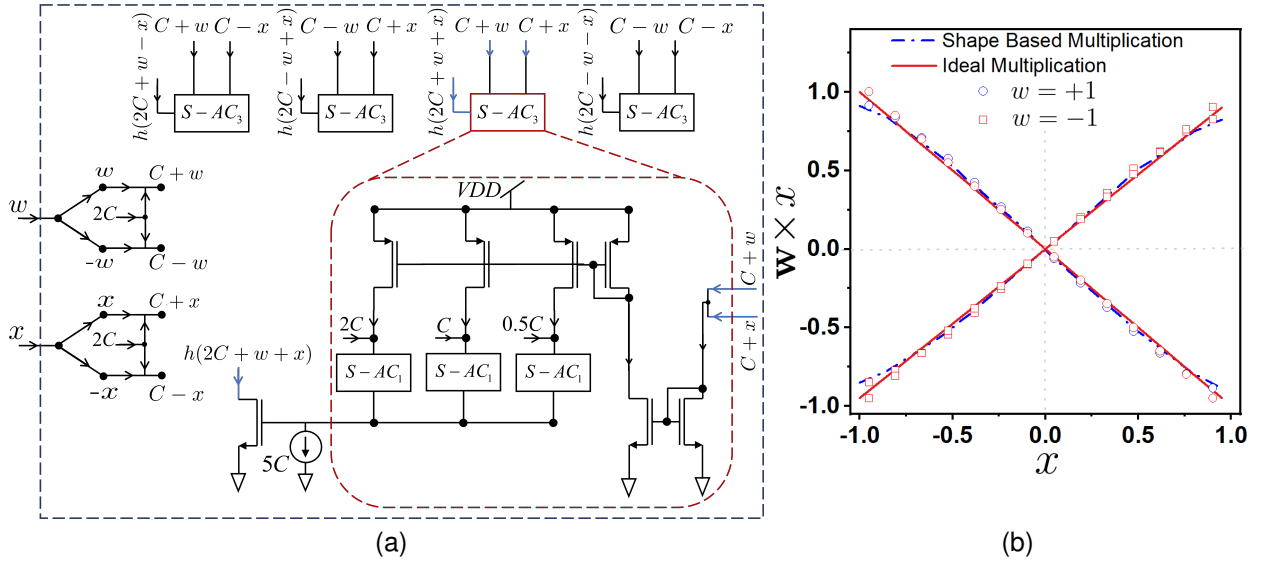 h(2C + w − x)
C + w C − x
S − AC₃
h(2C − w + x)
C − w C + x
S − AC₃
h(2C + w + x)
C + w C + x
S − AC₃
h(2C − w − x)
C − w C − x
S − AC₃
w
w
C + w
2C
-w
C − w
x
x
C + x
2C
-x
C − x
VDD
2C
C
0.5C
S − AC₁
S − AC₁
S − AC₁
C + w
C + x
h(2C + w + x)
5C
(a)
Shape Based Multiplication
Ideal Multiplication
w = +1
w = −1
w × x
1.0
0.5
0.0
-0.5
-1.0
-1.0 -0.5 0.0 0.5 1.0
x
(b)